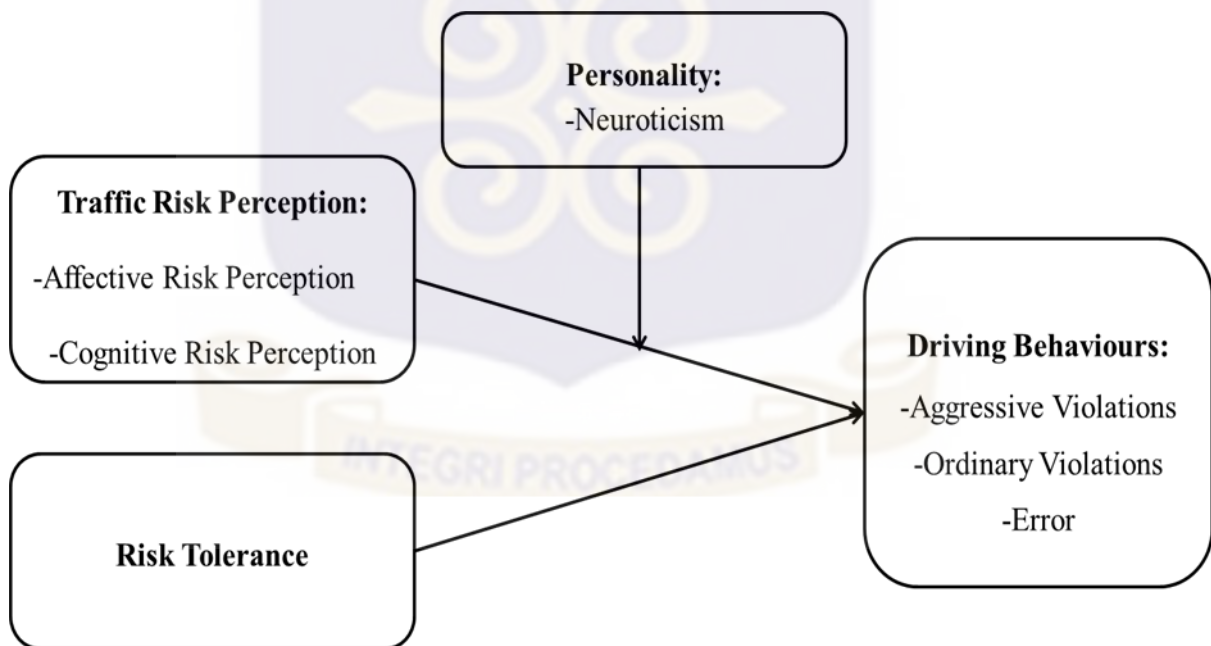 Personality:
-Neuroticism
Traffic Risk Perception:
-Affective Risk Perception
-Cognitive Risk Perception
Driving Behaviours:
-Aggressive Violations
-Ordinary Violations
-Error
Risk Tolerance
INTEGRI PROCEDAMUS